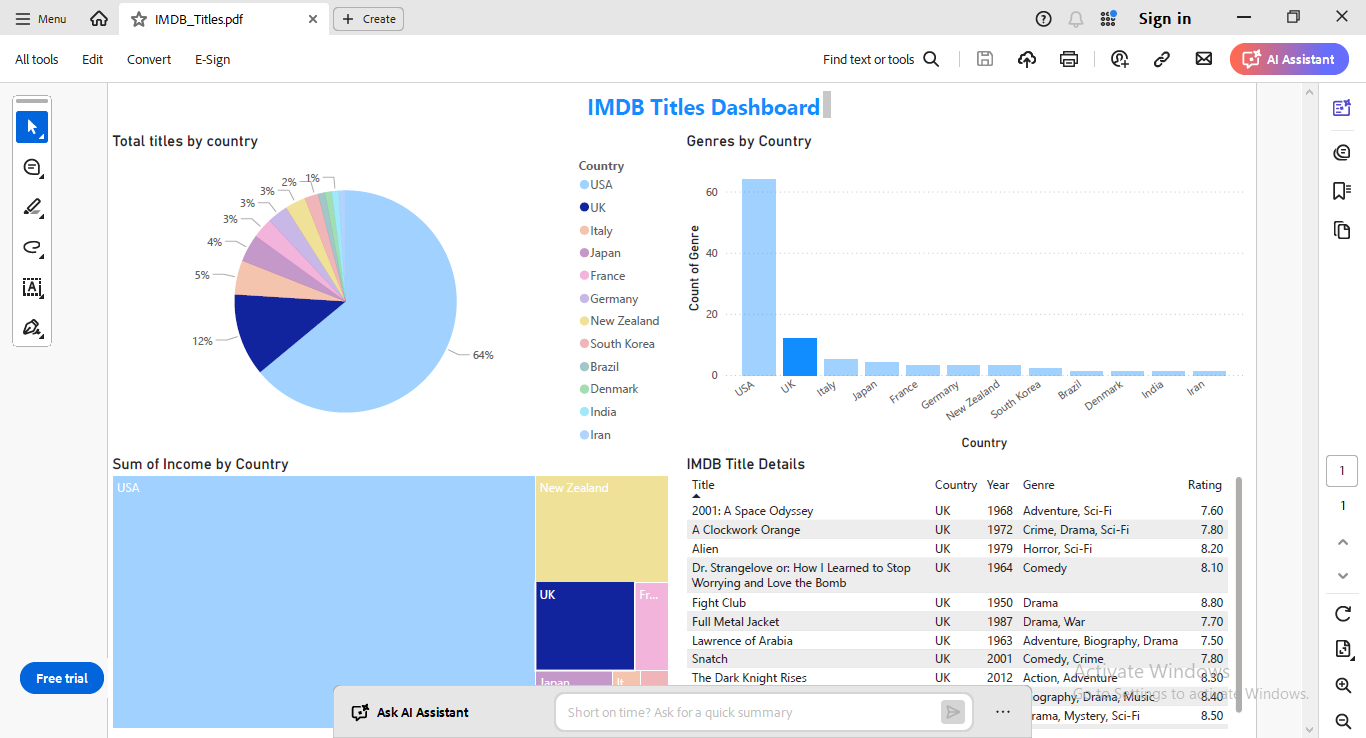 Menu
IMDB_Titles.pdf
Create
Sign in
All tools Edit Convert E-Sign
Find text or tools
AI Assistant
IMDB Titles Dashboard
Total titles by country
64%
12%
5%
4%
3%
3%
3%
2%
1%
Country
USA
UK
Italy
Japan
France
Germany
New Zealand
South Korea
Brazil
Denmark
India
Iran
Genres by Country
Count of Genre
60
40
20
0
USA UK Italy Japan France Germany New Zealand South Korea Brazil Denmark India Iran
Country
Sum of Income by Country
USA
New Zealand
UK
Fr...
Japan
It...
IMDB Title Details
Title Country Year Genre Rating
2001: A Space Odyssey UK 1968 Adventure, Sci-Fi 7.60
A Clockwork Orange UK 1972 Crime, Drama, Sci-Fi 7.80
Alien UK 1979 Horror, Sci-Fi 8.20
Dr. Strangelove or: How I Learned to Stop UK 1964 Comedy 8.10
Worrying and Love the Bomb
Fight Club UK 1950 Drama 8.80
Full Metal Jacket UK 1987 Drama, War 7.70
Lawrence of Arabia UK 1963 Adventure, Biography, Drama 7.50
Snatch UK 2001 Comedy, Crime 7.80
The Dark Knight Rises UK 2012 Action, Adventure 8.30
ography, Drama, Music 8.40
rama, Mystery, Sci-Fi 8.50
Activate Windows
Go to Settings to activate Windows.
1
1
Free trial
Ask AI Assistant
Short on time? Ask for a quick summary